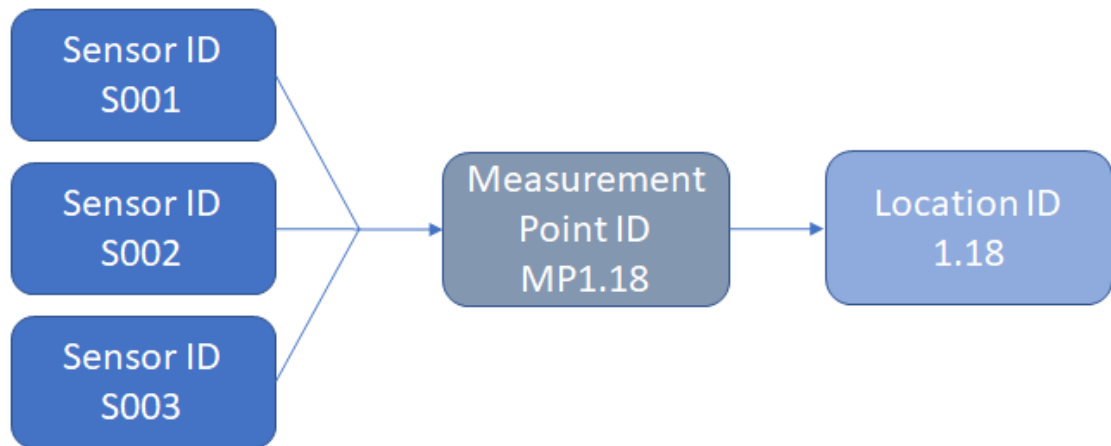 Sensor ID
S001
Sensor ID
S002
Sensor ID
S003
Measurement
Point ID
MP1.18
Location ID
1.18